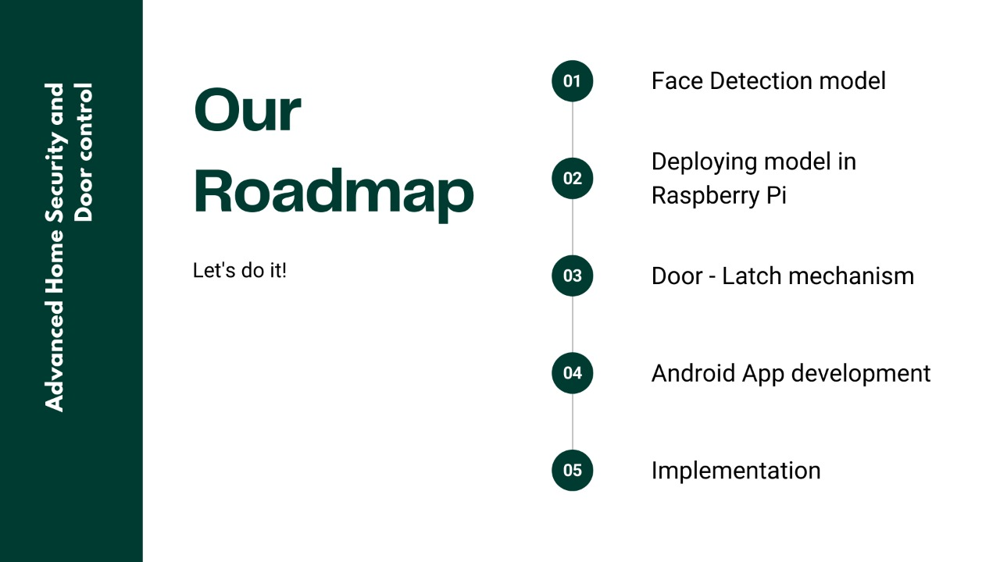 Advanced Home Security and
Door control
Our
Roadmap
Let's do it!
01
Face Detection model
02
Deploying model in
Raspberry Pi
03
Door - Latch mechanism
04
Android App development
05
Implementation